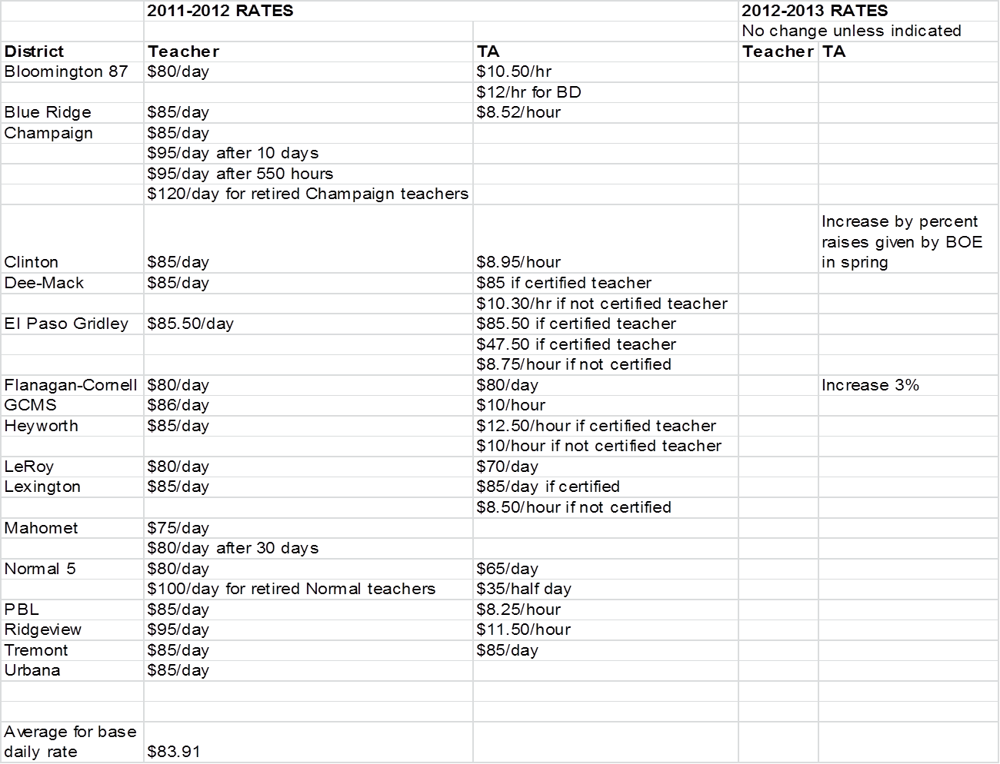 2011-2012 RATES 2012-2013 RATES
No change unless indicated
District Teacher TA Teacher TA
Bloomington 87 $80/day $10.50/hr
$12/hr for BD
Blue Ridge $85/day $8.52/hour
Champaign $85/day
$95/day after 10 days
$95/day after 550 hours
$120/day for retired Champaign teachers
Increase by percent
raises given by BOE
Clinton $85/day $8.95/hour in spring
Dee-Mack $85/day $85 if certified teacher
$10.30/hr if not certified teacher
El Paso Gridley $85.50/day $85.50 if certified teacher
$47.50 if certified teacher
$8.75/hour if not certified
Flanagan-Cornell $80/day $80/day Increase 3%
GCMS $86/day $10/hour
Heyworth $85/day $12.50/hour if certified teacher
$10/hour if not certified teacher
LeRoy $80/day $70/day
Lexington $85/day $85/day if certified
$8.50/hour if not certified
Mahomet $75/day
$80/day after 30 days
Normal 5 $80/day $65/day
$100/day for retired Normal teachers $35/half day
PBL $85/day $8.25/hour
Ridgeview $95/day $11.50/hour
Tremont $85/day $85/day
Urbana $85/day
Average for base
daily rate $83.91